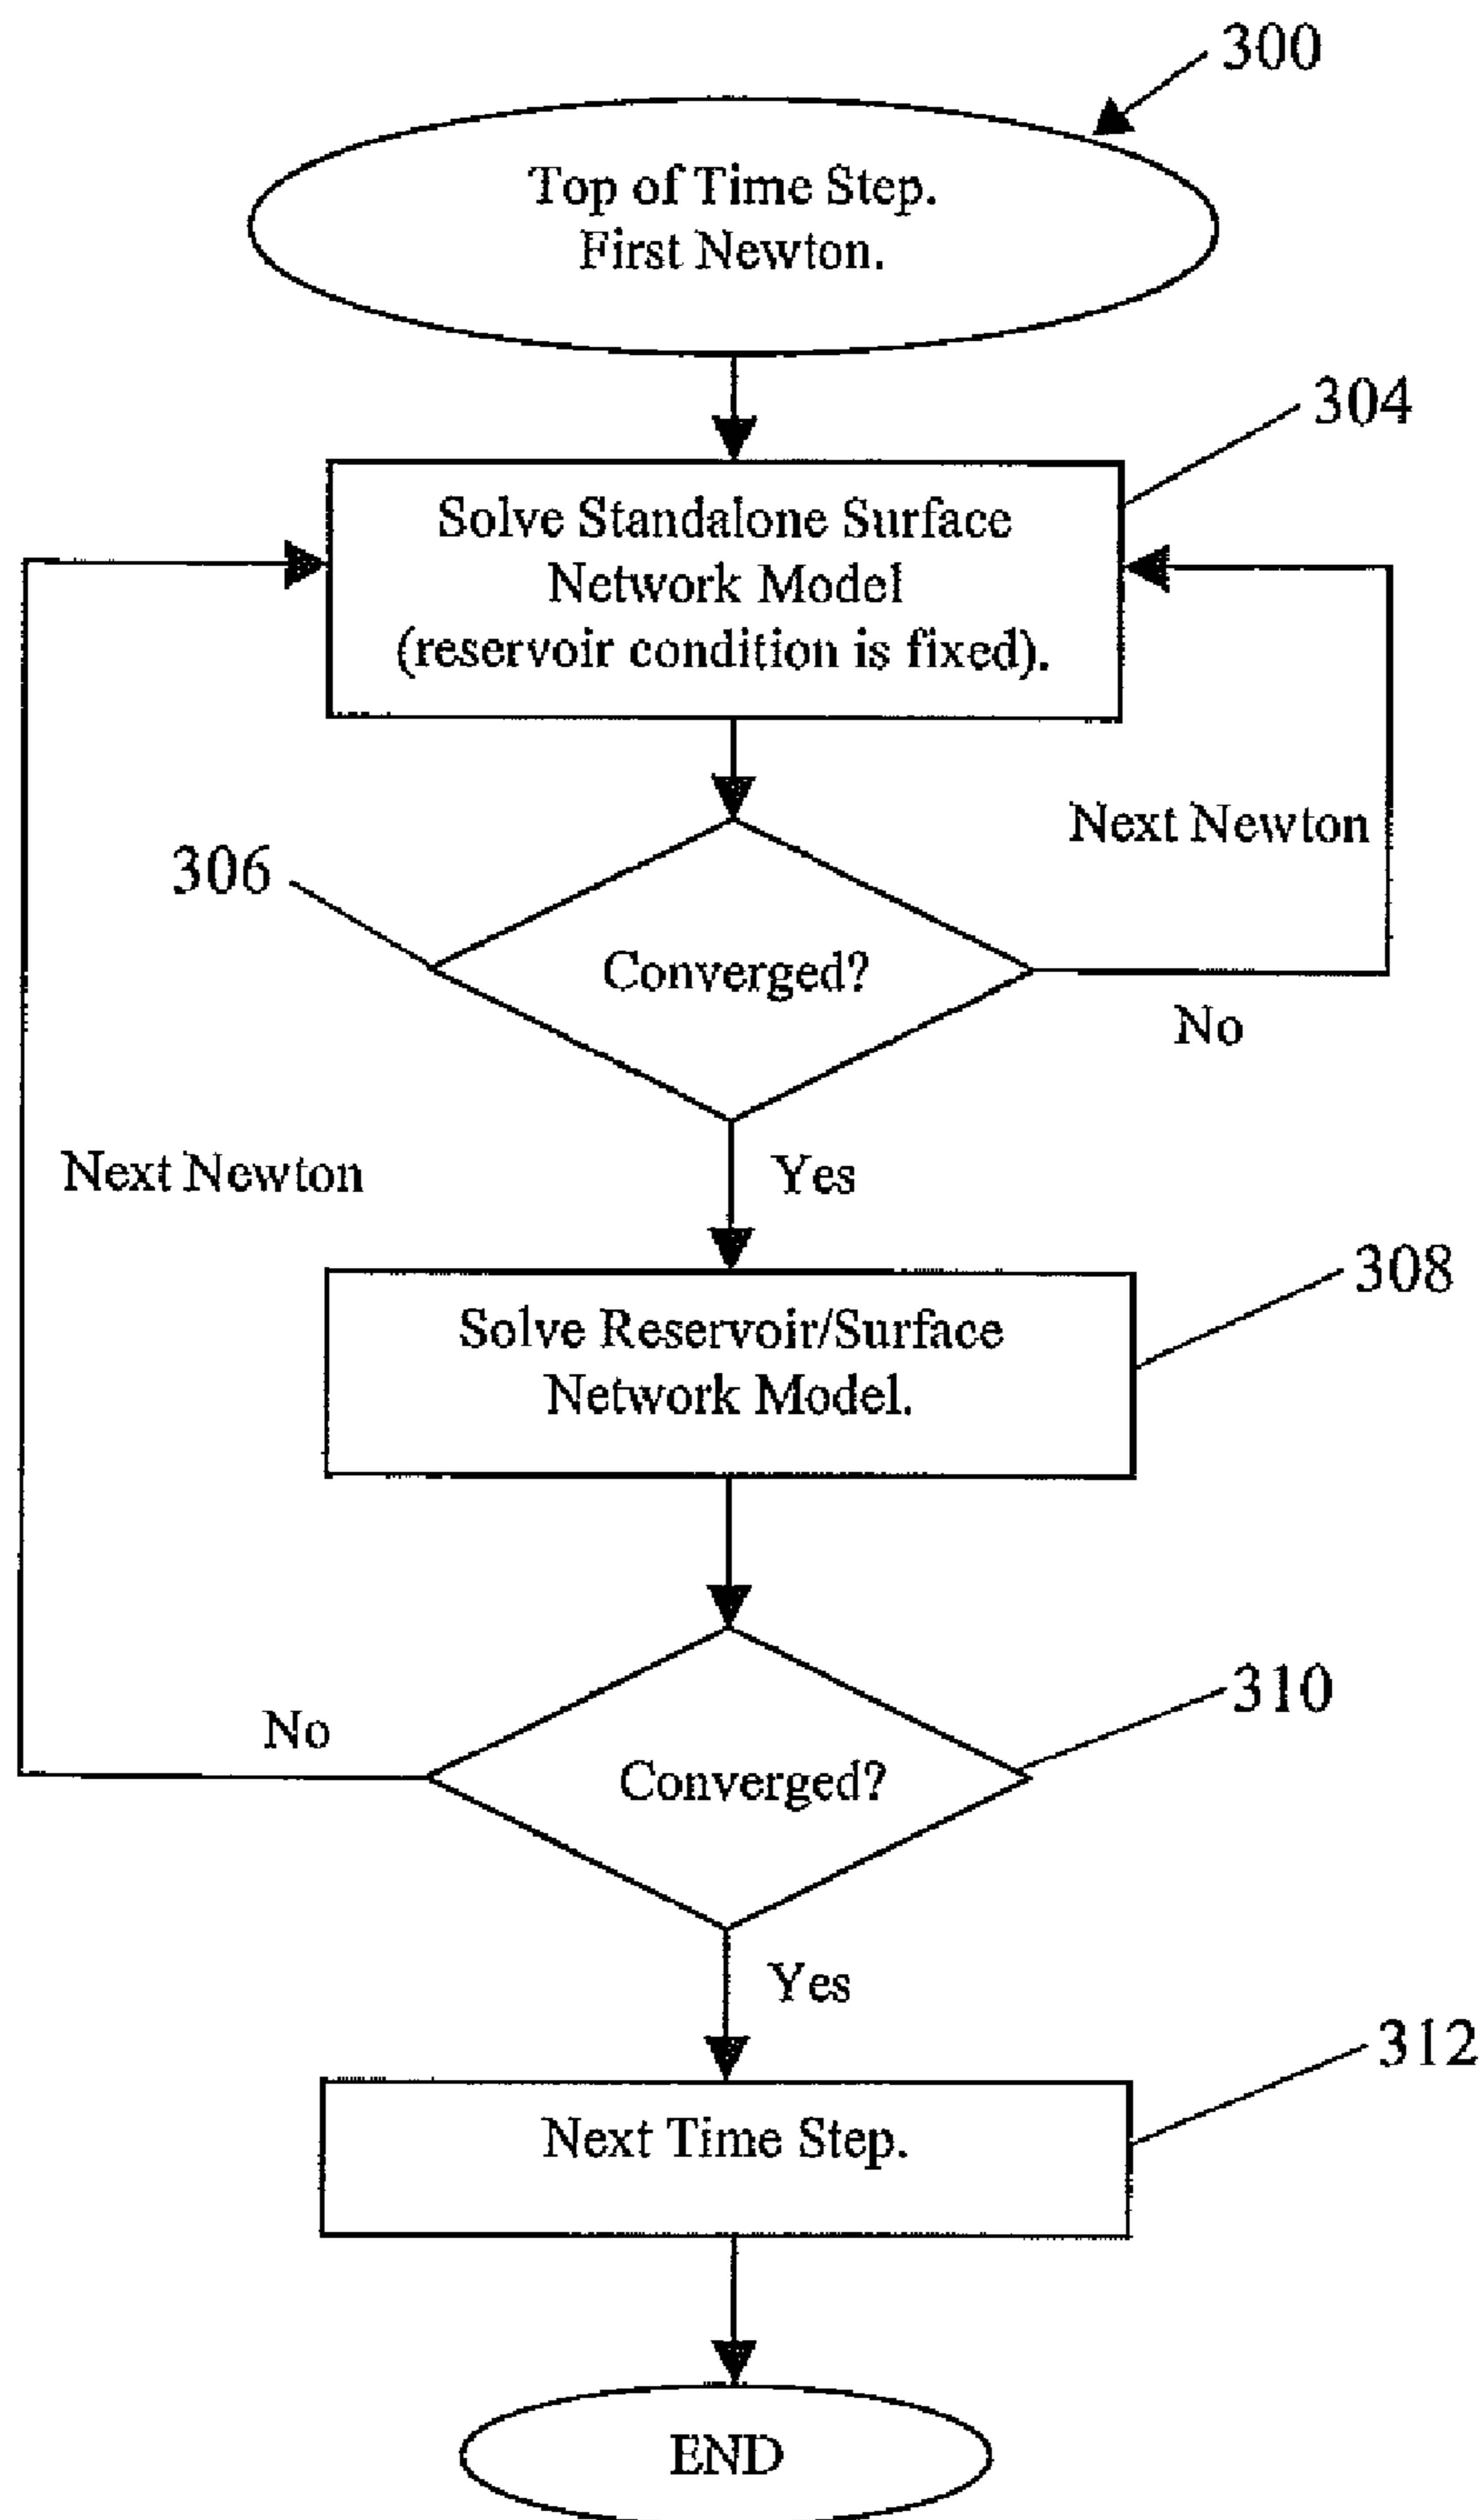 300
Top of Time Step.
First Newton.
304
Solve Standalone Surface
Network Model
(reservoir condition is fixed).
Next Newton
306
Converged?
No
Next Newton
Yes
308
Solve Reservoir/Surface
Network Model.
310
No
Converged?
Yes
312
Next Time Step.
END